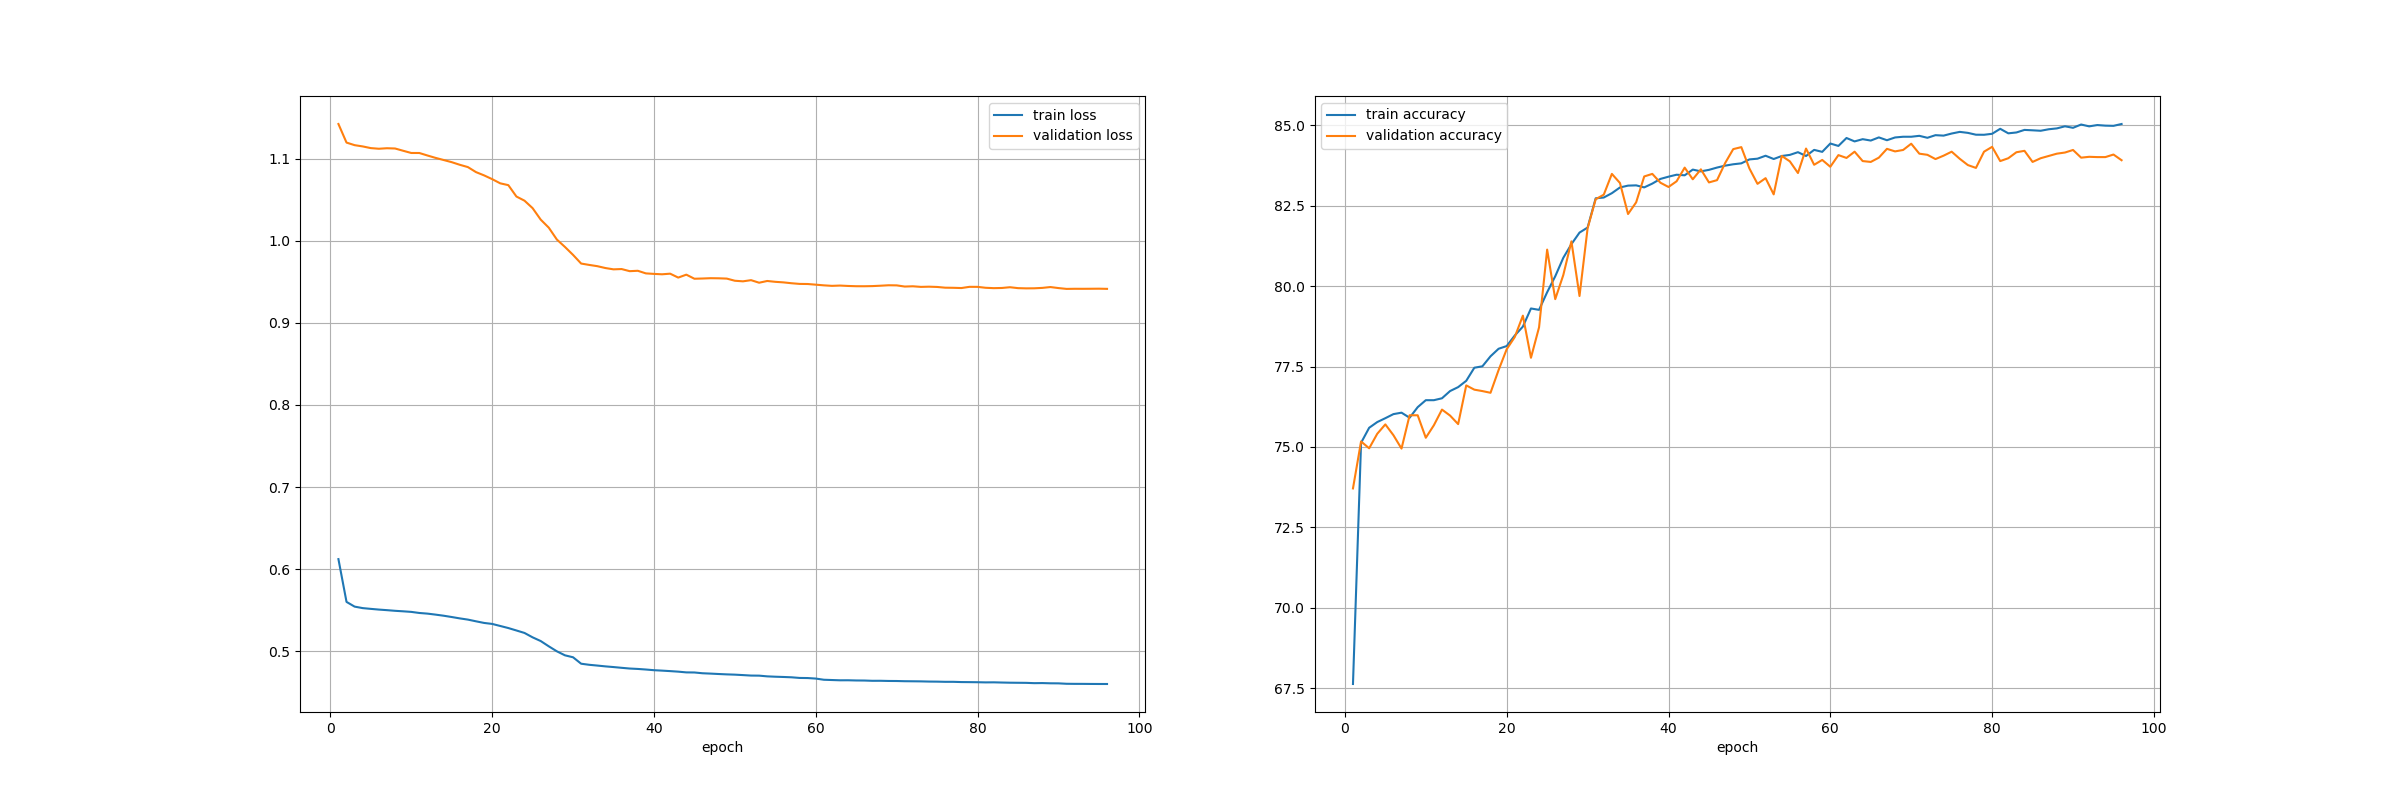 train loss
validation loss
1.1
1.0
0.9
0.8
0.7
0.6
0.5
0 20 40 60 80 100
epoch
train accuracy
validation accuracy
85.0
82.5
80.0
77.5
75.0
72.5
70.0
67.5
0 20 40 60 80 100
epoch